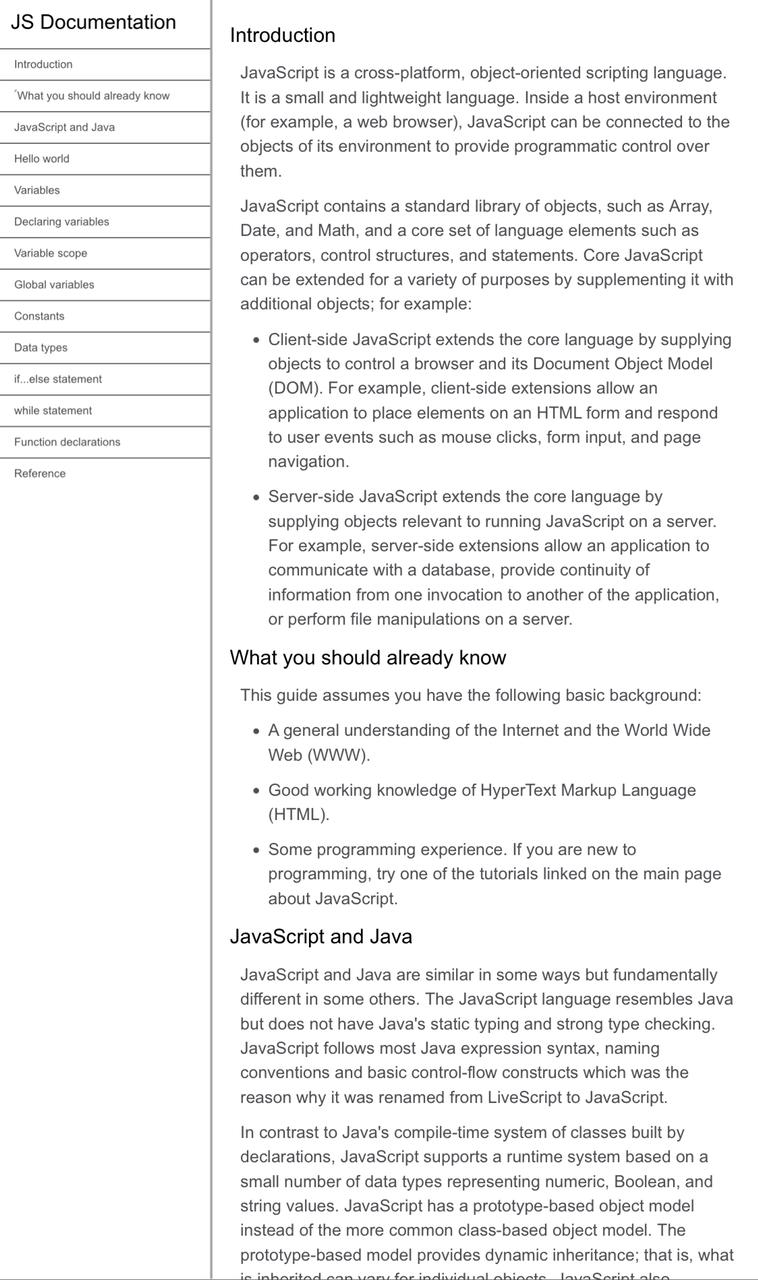 JS Documentation
Introduction
´What you should already know
JavaScript and Java
Hello world
Variables
Declaring variables
Variable scope
Global variables
Constants
Data types
if...else statement
while statement
Function declarations
Reference
Introduction
JavaScript is a cross-platform, object-oriented scripting language.
It is a small and lightweight language. Inside a host environment
(for example, a web browser), JavaScript can be connected to the
objects of its environment to provide programmatic control over
them.
JavaScript contains a standard library of objects, such as Array,
Date, and Math, and a core set of language elements such as
operators, control structures, and statements. Core JavaScript
can be extended for a variety of purposes by supplementing it with
additional objects; for example:
• Client-side JavaScript extends the core language by supplying
objects to control a browser and its Document Object Model
(DOM). For example, client-side extensions allow an
application to place elements on an HTML form and respond
to user events such as mouse clicks, form input, and page
navigation.
• Server-side JavaScript extends the core language by
supplying objects relevant to running JavaScript on a server.
For example, server-side extensions allow an application to
communicate with a database, provide continuity of
information from one invocation to another of the application,
or perform file manipulations on a server.
What you should already know
This guide assumes you have the following basic background:
• A general understanding of the Internet and the World Wide
Web (WWW).
• Good working knowledge of HyperText Markup Language
(HTML).
• Some programming experience. If you are new to
programming, try one of the tutorials linked on the main page
about JavaScript.
JavaScript and Java
JavaScript and Java are similar in some ways but fundamentally
different in some others. The JavaScript language resembles Java
but does not have Java's static typing and strong type checking.
JavaScript follows most Java expression syntax, naming
conventions and basic control-flow constructs which was the
reason why it was renamed from LiveScript to JavaScript.
In contrast to Java's compile-time system of classes built by
declarations, JavaScript supports a runtime system based on a
small number of data types representing numeric, Boolean, and
string values. JavaScript has a prototype-based object model
instead of the more common class-based object model. The
prototype-based model provides dynamic inheritance; that is, what
is inherited can vary for individual objects. JavaScript also